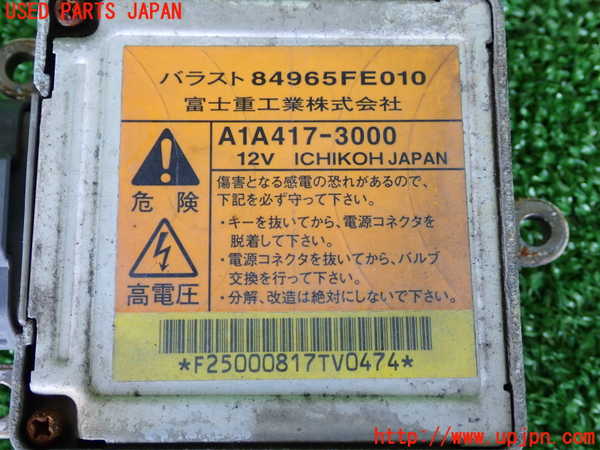 USED PARTS JAPAN
バラスト 84965FE010
富士重工業株式会社
A1A417-3000
12V ICHIKOH JAPAN
危険
高電圧
傷害となる感電の恐れがあるので、
下記を必ず守って下さい。
・キーを抜いてから、電源コネクタを
脱着して下さい。
・電源コネクタを抜いてから、バルブ
交換を行って下さい。
・分解、改造は絶対にしないで下さい。
*F25000817TV0474*
http://www.upjpn.com